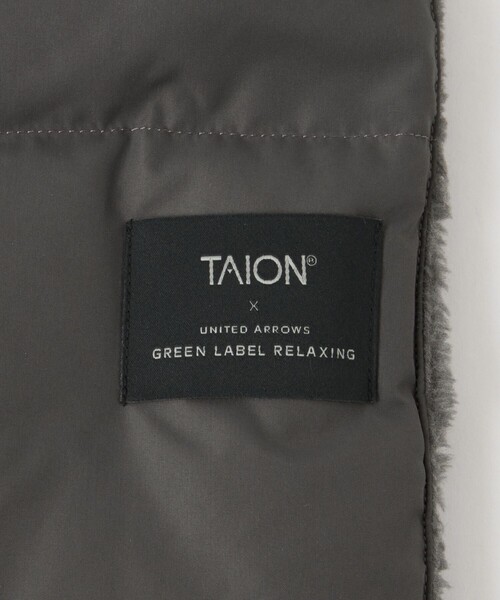 TAION®
×
UNITED ARROWS
GREEN LABEL RELAXING